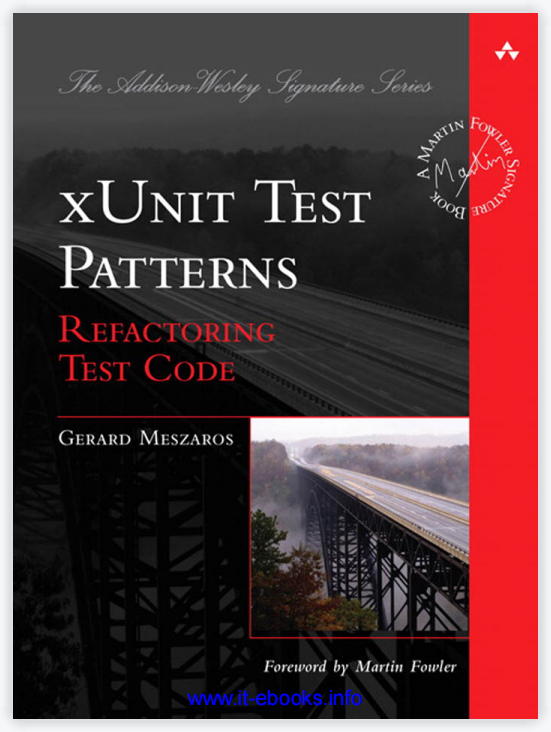 The Addison-Wesley Signature Series
A MARTIN FOWLER SIGNATURE BOOK
Martin
XUNIT TEST
PATTERNS
REFACTORING
TEST CODE
GERARD MESZAROS
Foreword by Martin Fowler
www.it-ebooks.info